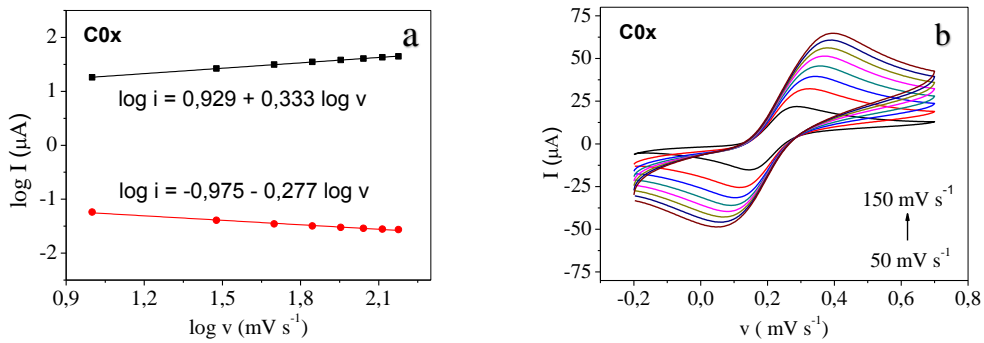 C0x
a
log i = 0,929 + 0,333 log v
log i = -0,975 - 0,277 log v
log I (μA)
2
1
0
-1
-2
0,9
1,2
1,5
1,8
2,1
log v (mV s⁻¹)
C0x
b
I (μA)
75
50
25
0
-25
-50
-75
150 mV s⁻¹
50 mV s⁻¹
-0,2
0,0
0,2
0,4
0,6
0,8
v ( mV s⁻¹)